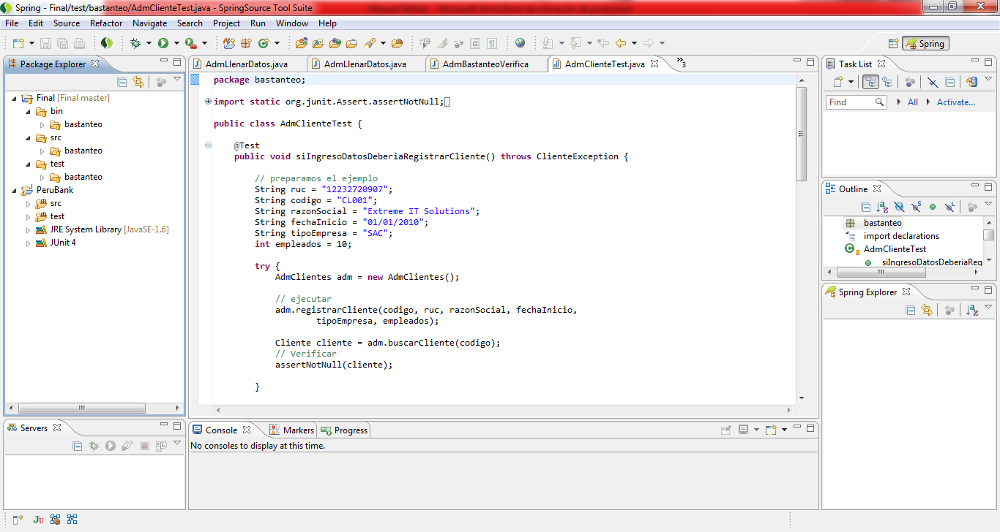 Spring - Final/test/bastanteo/AdmClienteTest.java - SpringSource Tool Suite
File Edit Source Refactor Navigate Search Project Run Window Help
Spring
Package Explorer
Final [Final master]
bin
bastanteo
src
bastanteo
test
bastanteo
PeruBank
src
test
JRE System Library [JavaSE-1.6]
JUnit 4
Servers
AdmLlenarDatos.java AdmLlenarDatos.java AdmBastanteoVerifica AdmClienteTest.java »3
package bastanteo;
import static org.junit.Assert.assertNotNull;
public class AdmClienteTest {
@Test
public void siIngresoDatosDeberiaRegistrarCliente() throws ClienteException {
// preparamos el ejemplo
String ruc = "12232720907";
String codigo = "CL001";
String razonSocial = "Extreme IT Solutions";
String fechaInicio = "01/01/2010";
String tipoEmpresa = "SAC";
int empleados = 10;
try {
AdmClientes adm = new AdmClientes();
// ejecutar
adm.registrarCliente(codigo, ruc, razonSocial, fechaInicio,
tipoEmpresa, empleados);
Cliente cliente = adm.buscarCliente(codigo);
// Verificar
assertNotNull(cliente);
}
Console Markers Progress
No consoles to display at this time.
Task List
Find All Activate...
Outline
bastanteo
import declarations
AdmClienteTest
siIngresoDatosDeberiaReg
Spring Explorer
JU